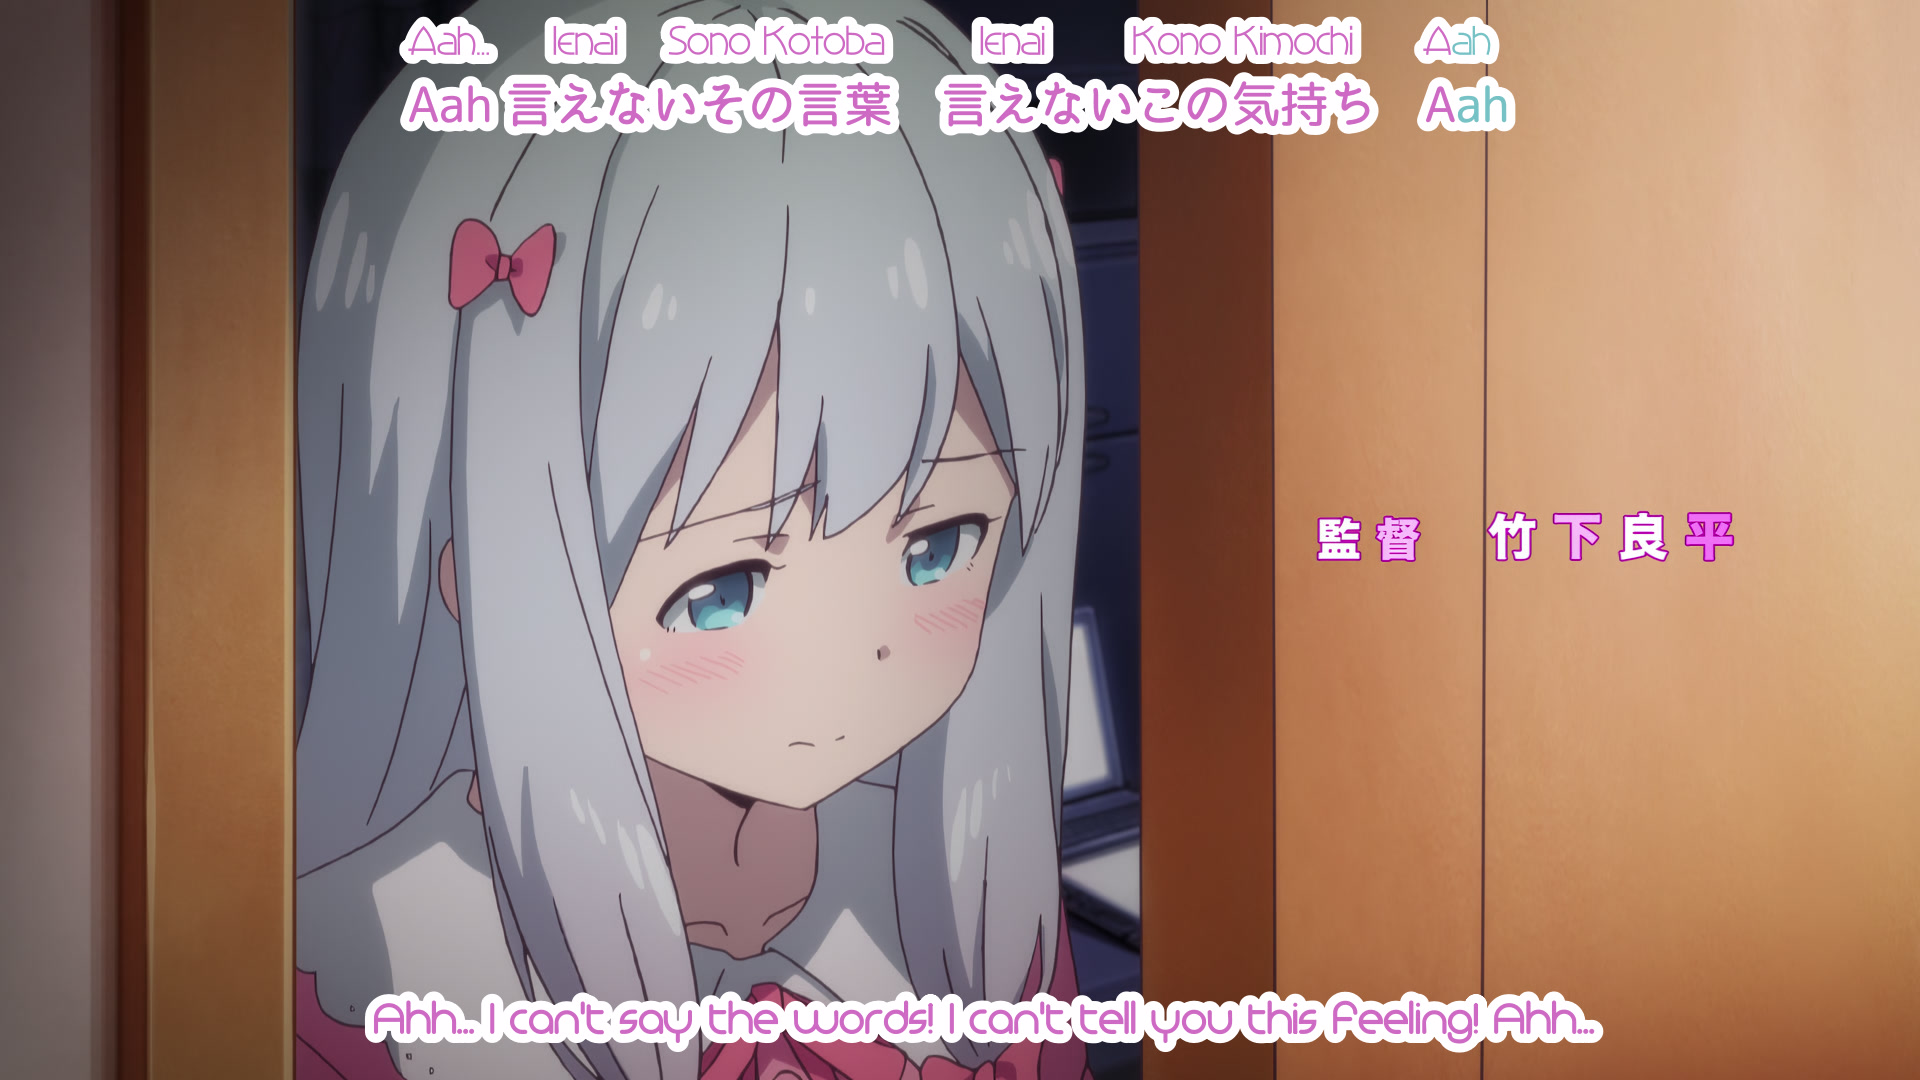 Aah... Ienai Sono Kotoba Ienai Kono Kimochi Aah
Aah 言えないその言葉 言えないこの気持ち Aah
監督 竹下良平
Ahh... I can't say the words! I can't tell you this feeling! Ahh...